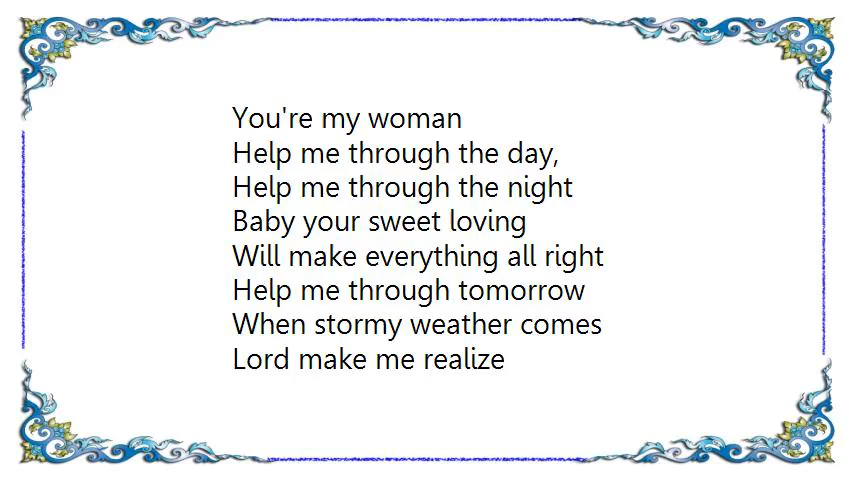 You're my woman
Help me through the day,
Help me through the night
Baby your sweet loving
Will make everything all right
Help me through tomorrow
When stormy weather comes
Lord make me realize